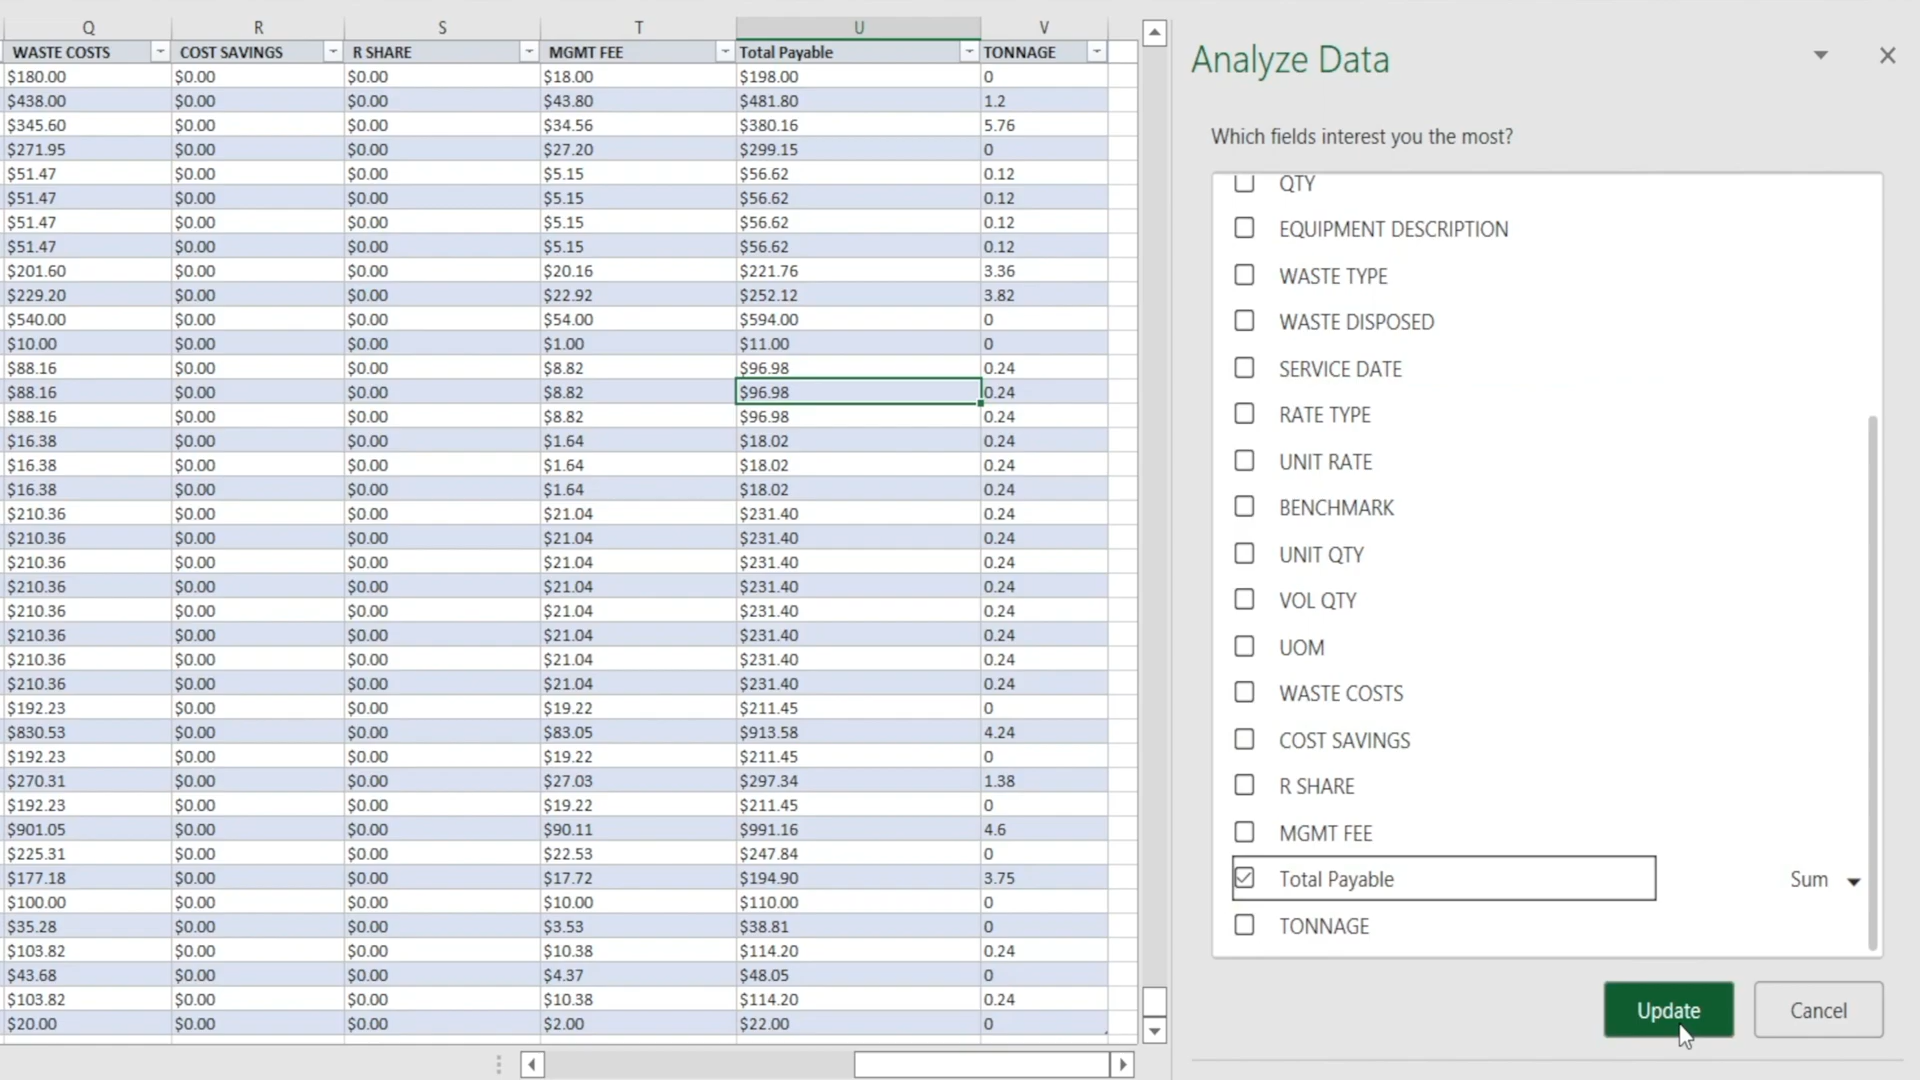 Q R S T U V
WASTE COSTS COST SAVINGS R SHARE MGMT FEE Total Payable TONNAGE
$180.00 $0.00 $0.00 $18.00 $198.00 0
$438.00 $0.00 $0.00 $43.80 $481.80 1.2
$345.60 $0.00 $0.00 $34.56 $380.16 5.76
$271.95 $0.00 $0.00 $27.20 $299.15 0
$51.47 $0.00 $0.00 $5.15 $56.62 0.12
$51.47 $0.00 $0.00 $5.15 $56.62 0.12
$51.47 $0.00 $0.00 $5.15 $56.62 0.12
$51.47 $0.00 $0.00 $5.15 $56.62 0.12
$201.60 $0.00 $0.00 $20.16 $221.76 3.36
$229.20 $0.00 $0.00 $22.92 $252.12 3.82
$540.00 $0.00 $0.00 $54.00 $594.00 0
$10.00 $0.00 $0.00 $1.00 $11.00 0
$88.16 $0.00 $0.00 $8.82 $96.98 0.24
$88.16 $0.00 $0.00 $8.82 $96.98 0.24
$88.16 $0.00 $0.00 $8.82 $96.98 0.24
$16.38 $0.00 $0.00 $1.64 $18.02 0.24
$16.38 $0.00 $0.00 $1.64 $18.02 0.24
$16.38 $0.00 $0.00 $1.64 $18.02 0.24
$210.36 $0.00 $0.00 $21.04 $231.40 0.24
$210.36 $0.00 $0.00 $21.04 $231.40 0.24
$210.36 $0.00 $0.00 $21.04 $231.40 0.24
$210.36 $0.00 $0.00 $21.04 $231.40 0.24
$210.36 $0.00 $0.00 $21.04 $231.40 0.24
$210.36 $0.00 $0.00 $21.04 $231.40 0.24
$210.36 $0.00 $0.00 $21.04 $231.40 0.24
$210.36 $0.00 $0.00 $21.04 $231.40 0.24
$192.23 $0.00 $0.00 $19.22 $211.45 0
$830.53 $0.00 $0.00 $83.05 $913.58 4.24
$192.23 $0.00 $0.00 $19.22 $211.45 0
$270.31 $0.00 $0.00 $27.03 $297.34 1.38
$192.23 $0.00 $0.00 $19.22 $211.45 0
$901.05 $0.00 $0.00 $90.11 $991.16 4.6
$225.31 $0.00 $0.00 $22.53 $247.84 0
$177.18 $0.00 $0.00 $17.72 $194.90 3.75
$100.00 $0.00 $0.00 $10.00 $110.00 0
$35.28 $0.00 $0.00 $3.53 $38.81 0
$103.82 $0.00 $0.00 $10.38 $114.20 0.24
$43.68 $0.00 $0.00 $4.37 $48.05 0
$103.82 $0.00 $0.00 $10.38 $114.20 0.24
$20.00 $0.00 $0.00 $2.00 $22.00 0
Analyze Data
Which fields interest you the most?
QTY
EQUIPMENT DESCRIPTION
WASTE TYPE
WASTE DISPOSED
SERVICE DATE
RATE TYPE
UNIT RATE
BENCHMARK
UNIT QTY
VOL QTY
UOM
WASTE COSTS
COST SAVINGS
R SHARE
MGMT FEE
Total Payable Sum
TONNAGE
Update Cancel